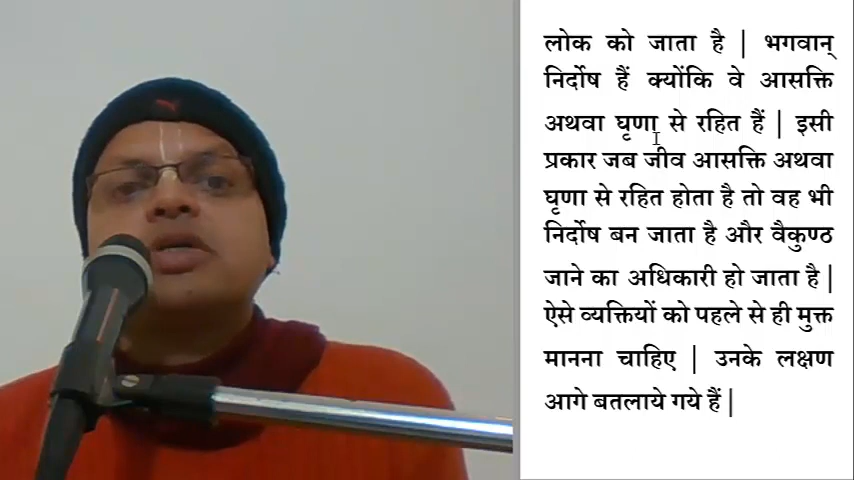 लोक को जाता है | भगवान्
निर्दोष हैं क्योंकि वे आसक्ति
अथवा घृणा से रहित हैं | इसी
प्रकार जब जीव आसक्ति अथवा
घृणा से रहित होता है तो वह भी
निर्दोष बन जाता है और वैकुण्ठ
जाने का अधिकारी हो जाता है |
ऐसे व्यक्तियों को पहले से ही मुक्त
मानना चाहिए | उनके लक्षण
आगे बतलाये गये हैं |